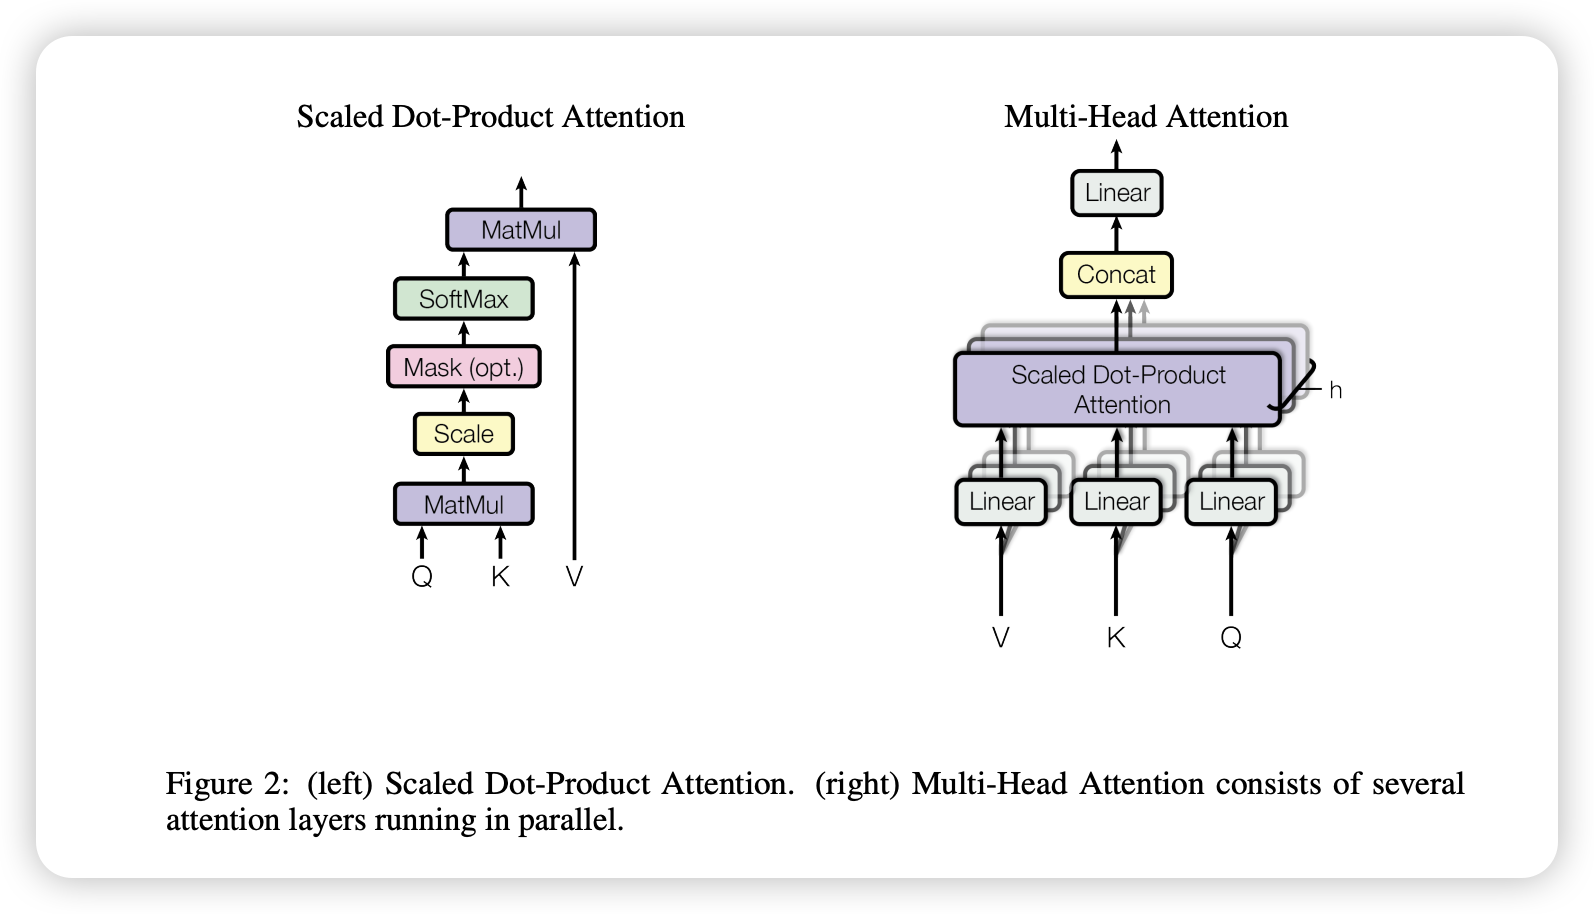 Scaled Dot-Product Attention
MatMul
SoftMax
Mask (opt.)
Scale
MatMul
Q K V
Multi-Head Attention
Linear
Concat
Scaled Dot-Product
Attention
h
Linear Linear Linear
V K Q
Figure 2: (left) Scaled Dot-Product Attention. (right) Multi-Head Attention consists of several
attention layers running in parallel.